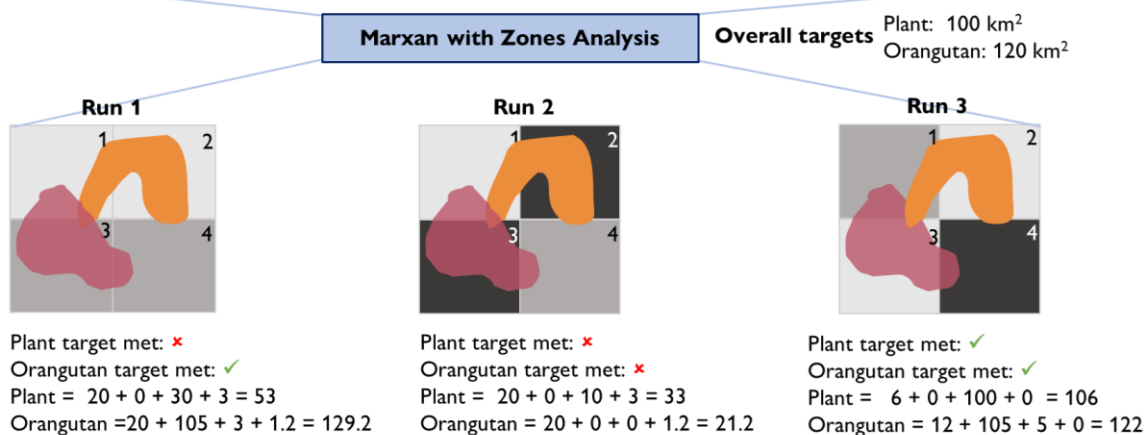 Marxan with Zones Analysis
Overall targets
Plant: 100 km²
Orangutan: 120 km²
Run 1
1
2
3
4
Plant target met: ✘
Orangutan target met: ✓
Plant = 20 + 0 + 30 + 3 = 53
Orangutan =20 + 105 + 3 + 1.2 = 129.2
Run 2
1
2
3
4
Plant target met: ✘
Orangutan target met: ✘
Plant = 20 + 0 + 10 + 3 = 33
Orangutan = 20 + 0 + 0 + 1.2 = 21.2
Run 3
1
2
3
4
Plant target met: ✓
Orangutan target met: ✓
Plant = 6 + 0 + 100 + 0 = 106
Orangutan = 12 + 105 + 5 + 0 = 122